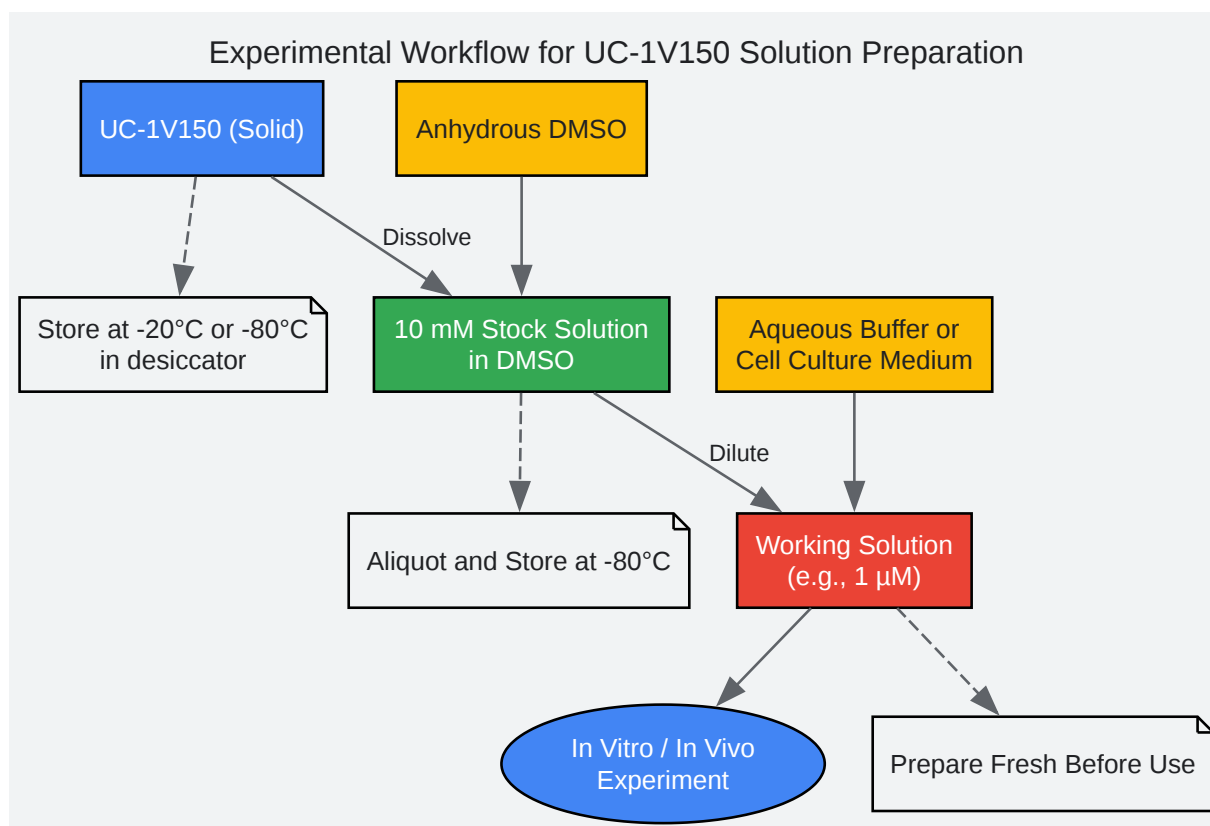 Experimental Workflow for UC-1V150 Solution Preparation
UC-1V150 (Solid)
Anhydrous DMSO
Dissolve
Store at -20°C or -80°C
in desiccator
10 mM Stock Solution
in DMSO
Aqueous Buffer or
Cell Culture Medium
Dilute
Aliquot and Store at -80°C
Working Solution
(e.g., 1 µM)
In Vitro / In Vivo
Experiment
Prepare Fresh Before Use